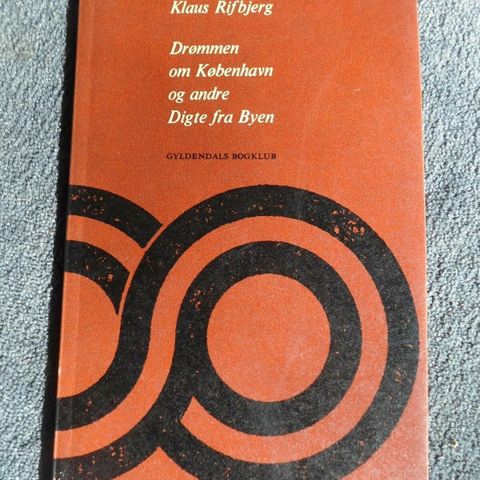 Klaus Rifbjerg
Drømmen
om København
og andre
Digte fra Byen
GYLDENDALS BOGKLUB